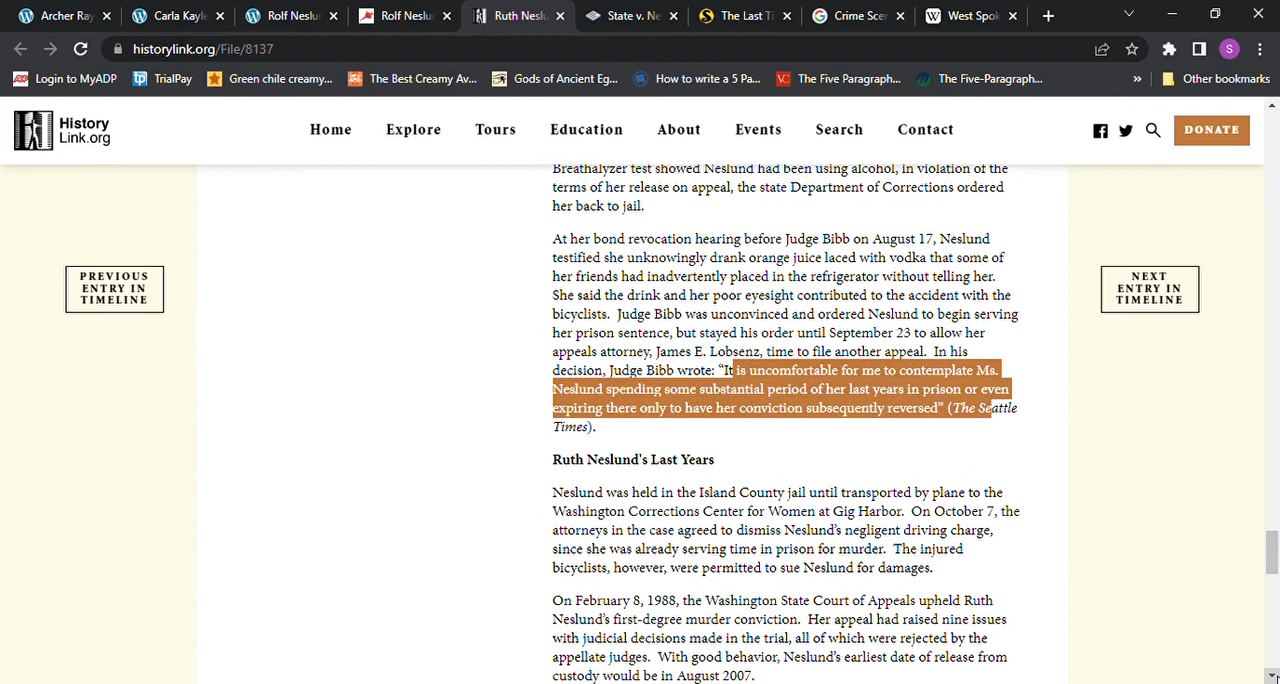 Archer Ray
Carla Kayle
Rolf Neslun
Rolf Neslu
Ruth Neslu
State v. Ne
The Last Ti
Crime Scer
West Spok
historylink.org/File/8137
S
Login to MyADP
TrialPay
Green chile creamy...
The Best Creamy Av...
Gods of Ancient Eg...
How to write a 5 Pa...
VC
The Five Paragraph...
The Five-Paragraph...
»
Other bookmarks
History
Link.org
Home
Explore
Tours
Education
About
Events
Search
Contact
DONATE
PREVIOUS
ENTRY IN
TIMELINE
Breathalyzer test showed Neslund had been using alcohol, in violation of the
terms of her release on appeal, the state Department of Corrections ordered
her back to jail.
At her bond revocation hearing before Judge Bibb on August 17, Neslund
testified she unknowingly drank orange juice laced with vodka that some of
her friends had inadvertently placed in the refrigerator without telling her.
She said the drink and her poor eyesight contributed to the accident with the
bicyclists.  Judge Bibb was unconvinced and ordered Neslund to begin serving
her prison sentence, but stayed his order until September 23 to allow her
appeals attorney, James E. Lobsenz, time to file another appeal.  In his
decision, Judge Bibb wrote: “It is uncomfortable for me to contemplate Ms.
Neslund spending some substantial period of her last years in prison or even
expiring there only to have her conviction subsequently reversed” (The Seattle
Times).
Ruth Neslund's Last Years
Neslund was held in the Island County jail until transported by plane to the
Washington Corrections Center for Women at Gig Harbor.  On October 7, the
attorneys in the case agreed to dismiss Neslund’s negligent driving charge,
since she was already serving time in prison for murder.  The injured
bicyclists, however, were permitted to sue Neslund for damages.
On February 8, 1988, the Washington State Court of Appeals upheld Ruth
Neslund’s first-degree murder conviction.  Her appeal had raised nine issues
with judicial decisions made in the trial, all of which were rejected by the
appellate judges.  With good behavior, Neslund’s earliest date of release from
custody would be in August 2007.
NEXT
ENTRY IN
TIMELINE